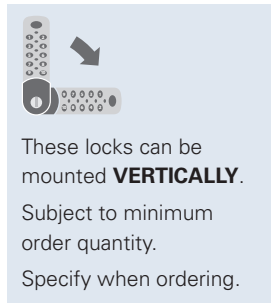 These locks can be
mounted VERTICALLY.
Subject to minimum
order quantity.
Specify when ordering.